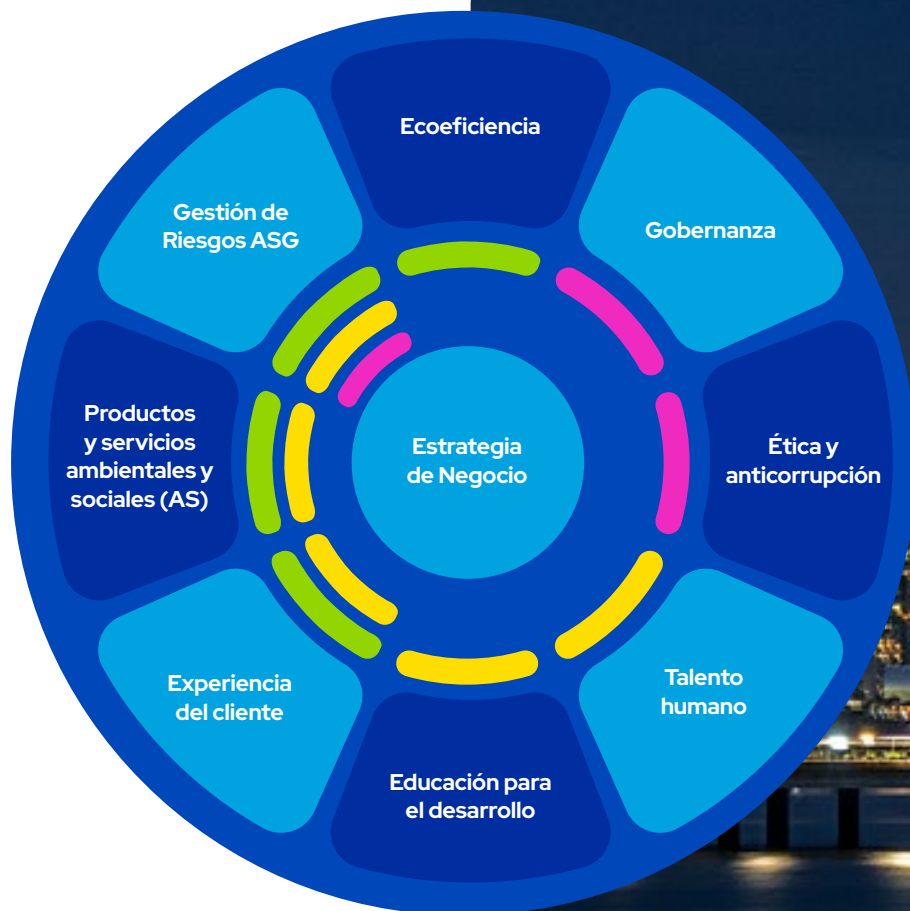 Ecoeficiencia
Gestión de
Riesgos ASG
Gobernanza
Productos
y servicios
ambientales y
sociales (AS)
Estrategia
de Negocio
Ética y
anticorrupción
Experiencia
del cliente
Talento
humano
Educación para
el desarrollo